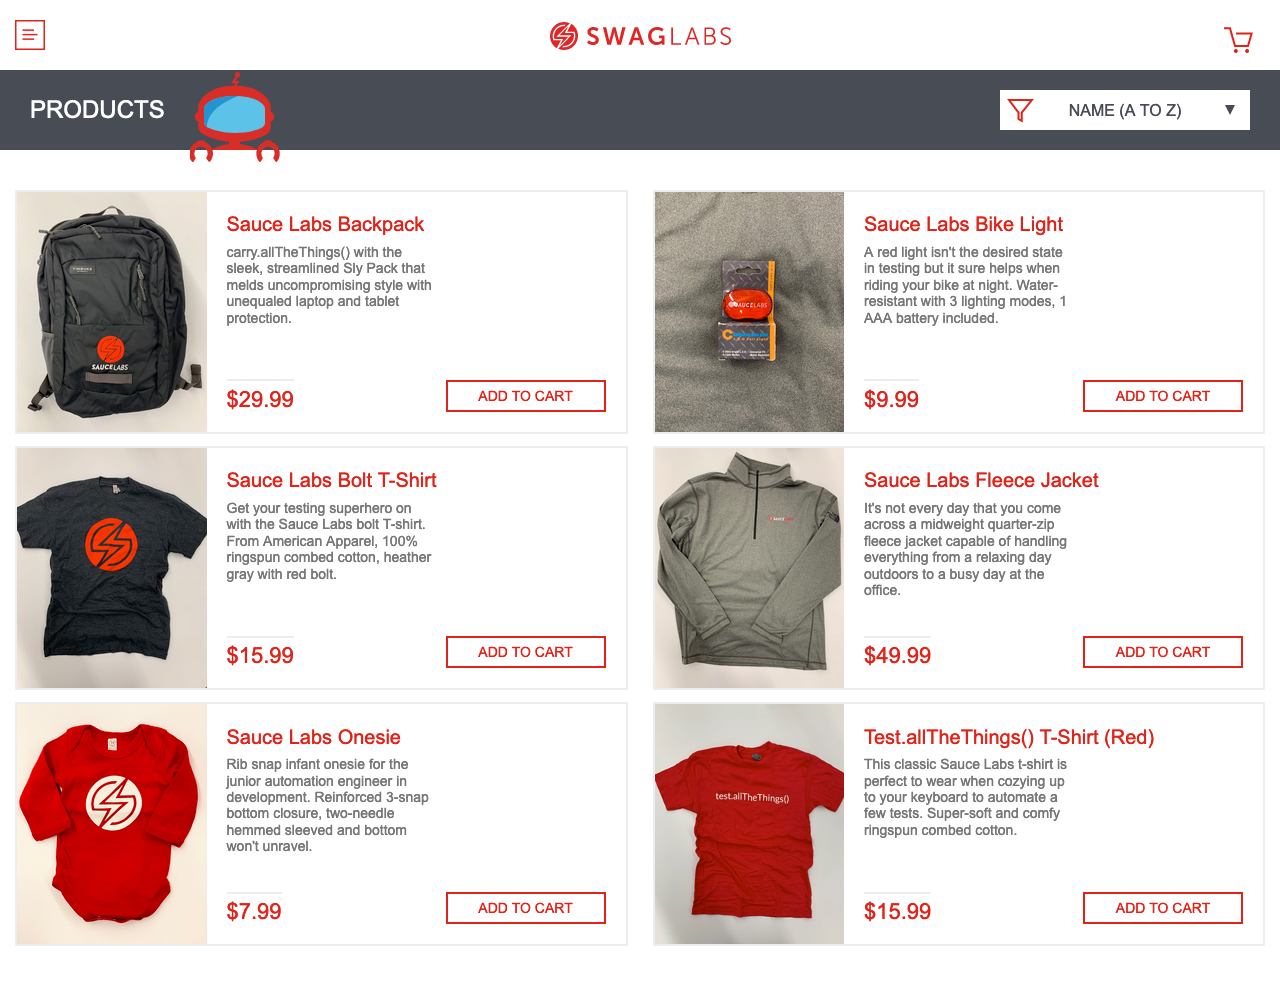 SWAGLABS
PRODUCTS
NAME (A TO Z)
Sauce Labs Backpack
carry.allTheThings() with the
sleek, streamlined Sly Pack that
melds uncompromising style with
unequaled laptop and tablet
protection.
$29.99
ADD TO CART
SAUCELABS
Sauce Labs Bike Light
A red light isn't the desired state
in testing but it sure helps when
riding your bike at night. Water-
resistant with 3 lighting modes, 1
AAA battery included.
$9.99
ADD TO CART
SAUCELABS
Sauce Labs Bolt T-Shirt
Get your testing superhero on
with the Sauce Labs bolt T-shirt.
From American Apparel, 100%
ringspun combed cotton, heather
gray with red bolt.
$15.99
ADD TO CART
Sauce Labs Fleece Jacket
It's not every day that you come
across a midweight quarter-zip
fleece jacket capable of handling
everything from a relaxing day
outdoors to a busy day at the
office.
$49.99
ADD TO CART
SAUCELABS
Sauce Labs Onesie
Rib snap infant onesie for the
junior automation engineer in
development. Reinforced 3-snap
bottom closure, two-needle
hemmed sleeved and bottom
won't unravel.
$7.99
ADD TO CART
Test.allTheThings() T-Shirt (Red)
This classic Sauce Labs t-shirt is
perfect to wear when cozying up
to your keyboard to automate a
few tests. Super-soft and comfy
ringspun combed cotton.
$15.99
ADD TO CART
test.allTheThings()